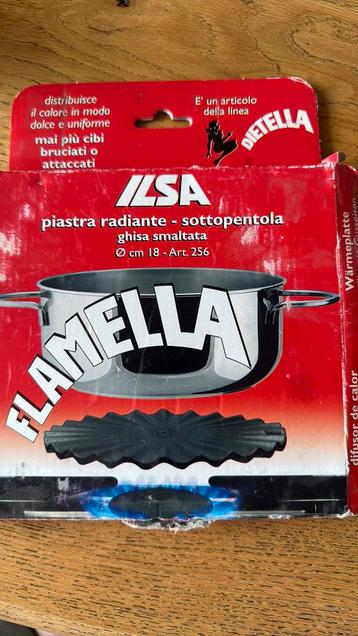 distribuisce
il calore in modo
dolce e uniforme
mai più cibi
bruciati o
attaccati
E' un articolo
della linea
DIETELLA
ILSA
piastra radiante - sottopentola
ghisa smaltata
Ø cm 18 - Art. 256
FLAMELLA
Wärmeplatte
difusor de calor